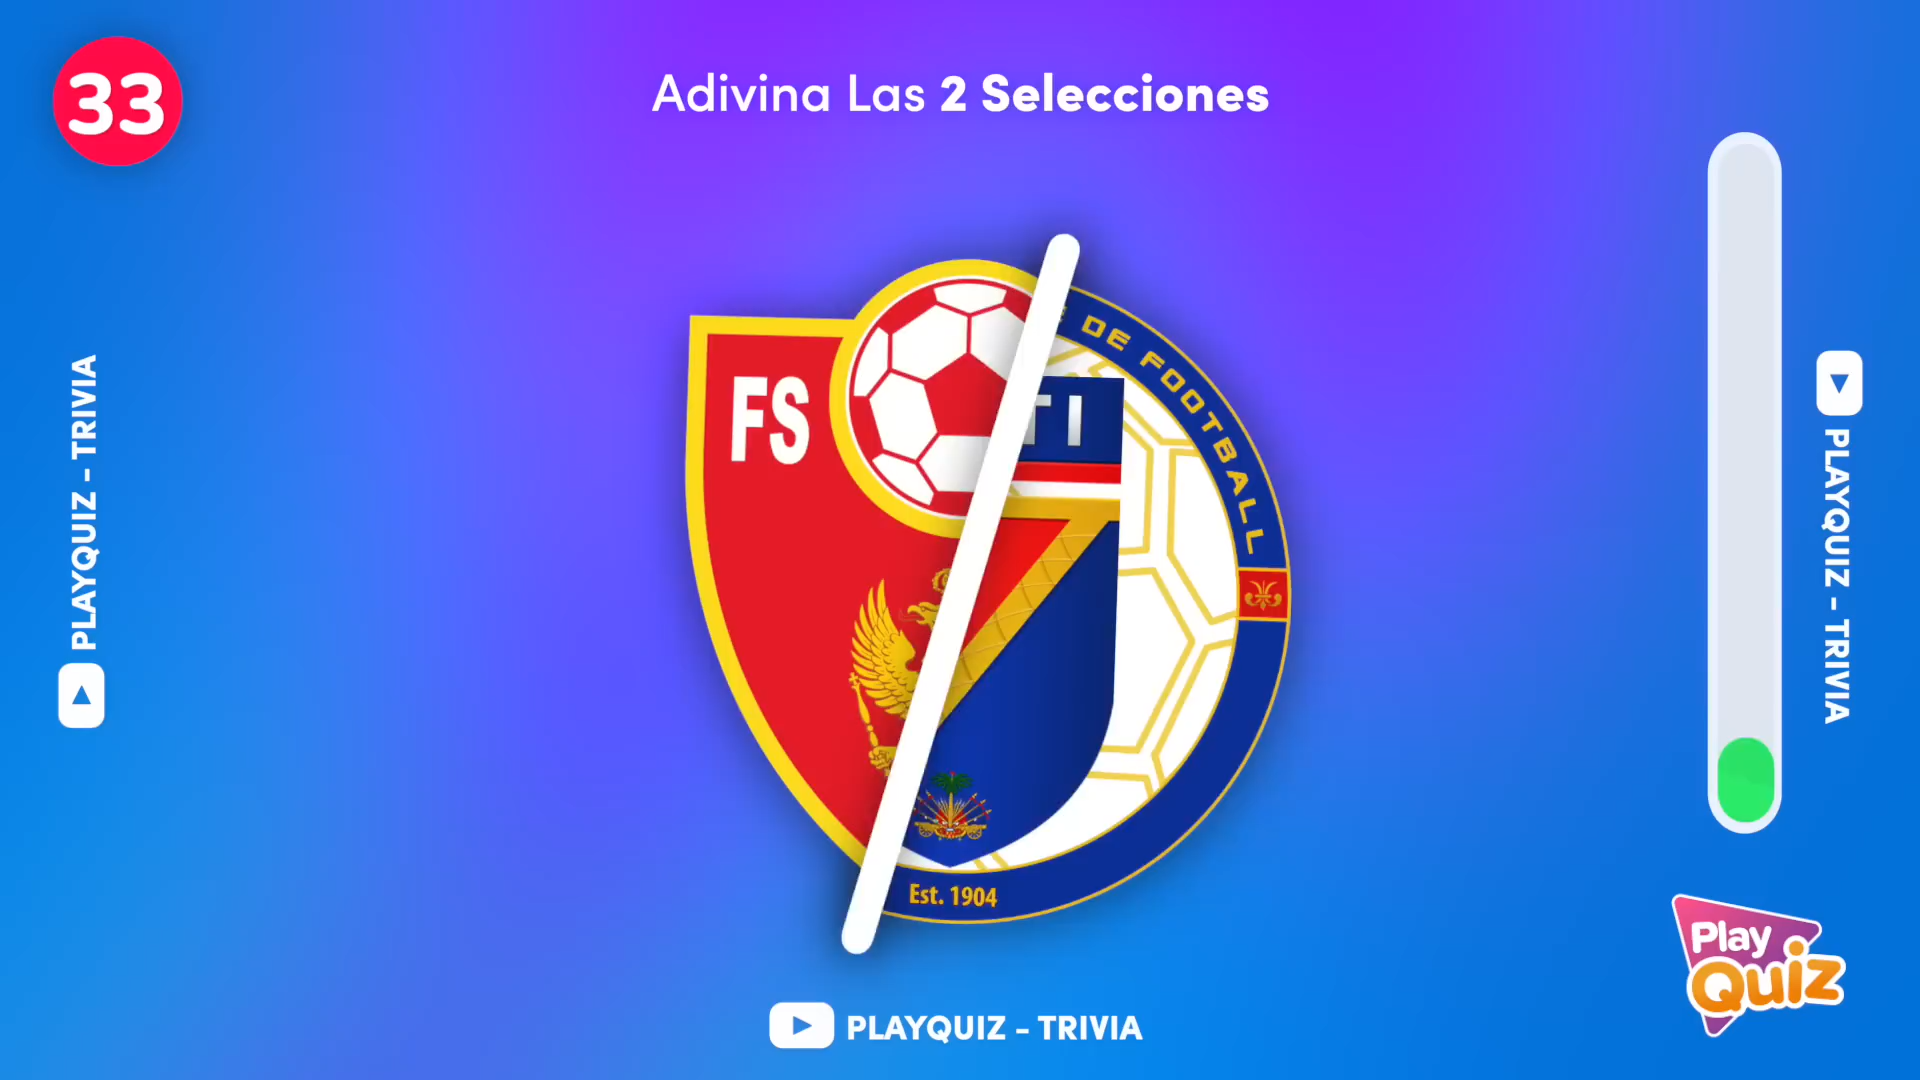 33
Adivina Las 2 Selecciones
FS
TI
DE FOOTBALL
Est. 1904
PLAYQUIZ - TRIVIA
PLAYQUIZ - TRIVIA
PLAYQUIZ - TRIVIA
Play
Quiz